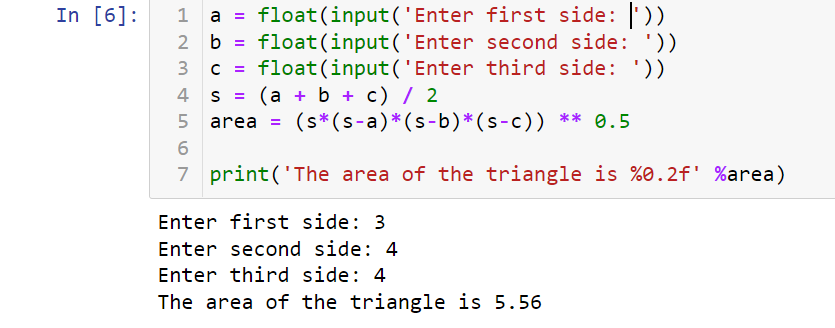 In [6]:
1 a = float(input('Enter first side: '))
2 b = float(input('Enter second side: '))
3 c = float(input('Enter third side: '))
4 s = (a + b + c) / 2
5 area = (s*(s-a)*(s-b)*(s-c)) ** 0.5
6
7 print('The area of the triangle is %0.2f' %area)
Enter first side: 3
Enter second side: 4
Enter third side: 4
The area of the triangle is 5.56